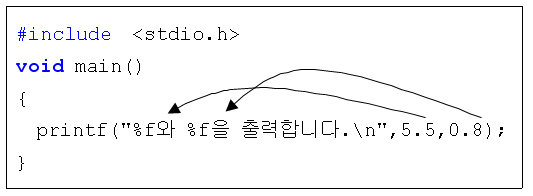 #include <stdio.h>
void main()
{
printf("%f와 %f을 출력합니다.\n",5.5,0.8);
}